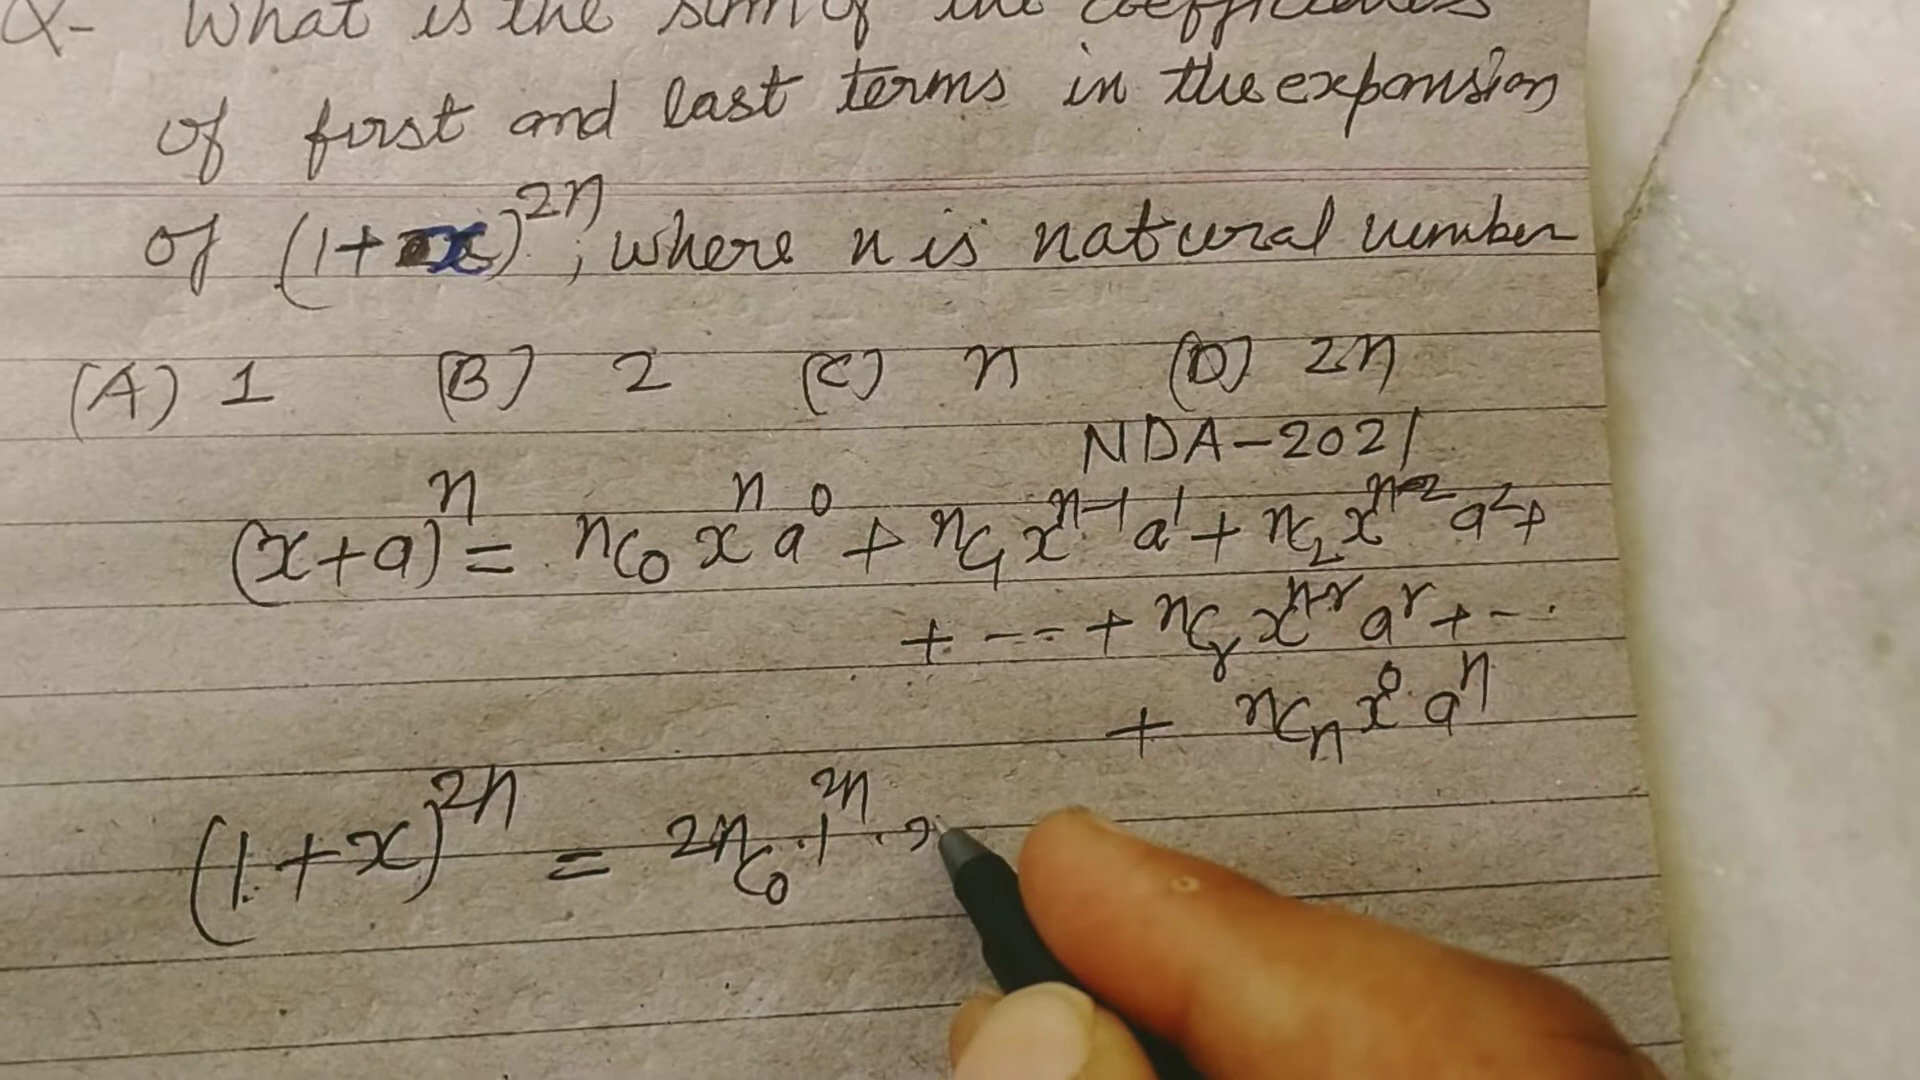 Q- What is the sum of the coefficients
of first and last terms in the expansion
of (1+x)^2n, where n is natural number
(A) 1 (B) 2 (C) n (D) 2n
NDA-2021
(x+a)^n = nC0 x^n a^0 + nC1 x^n-1 a^1 + nC2 x^n-2 a^2 +
+ --- + nCr x^n-r a^r + --·
+ nCn x^0 a^n
(1+x)^2n = 2nC0 · 1^2n ·